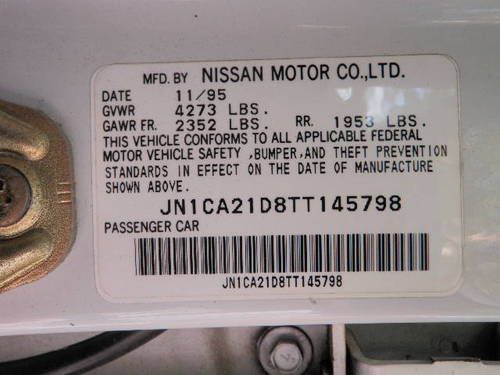 MFD. BY NISSAN MOTOR CO.,LTD.
DATE 11/95
GVWR 4273 LBS.
GAWR FR. 2352 LBS. RR. 1953 LBS.
THIS VEHICLE CONFORMS TO ALL APPLICABLE FEDERAL
MOTOR VEHICLE SAFETY ,BUMPER,AND THEFT PREVENTION
STANDARDS IN EFFECT ON THE DATE OF MANUFACTURE
SHOWN ABOVE.
JN1CA21D8TT145798
PASSENGER CAR
JN1CA21D8TT145798